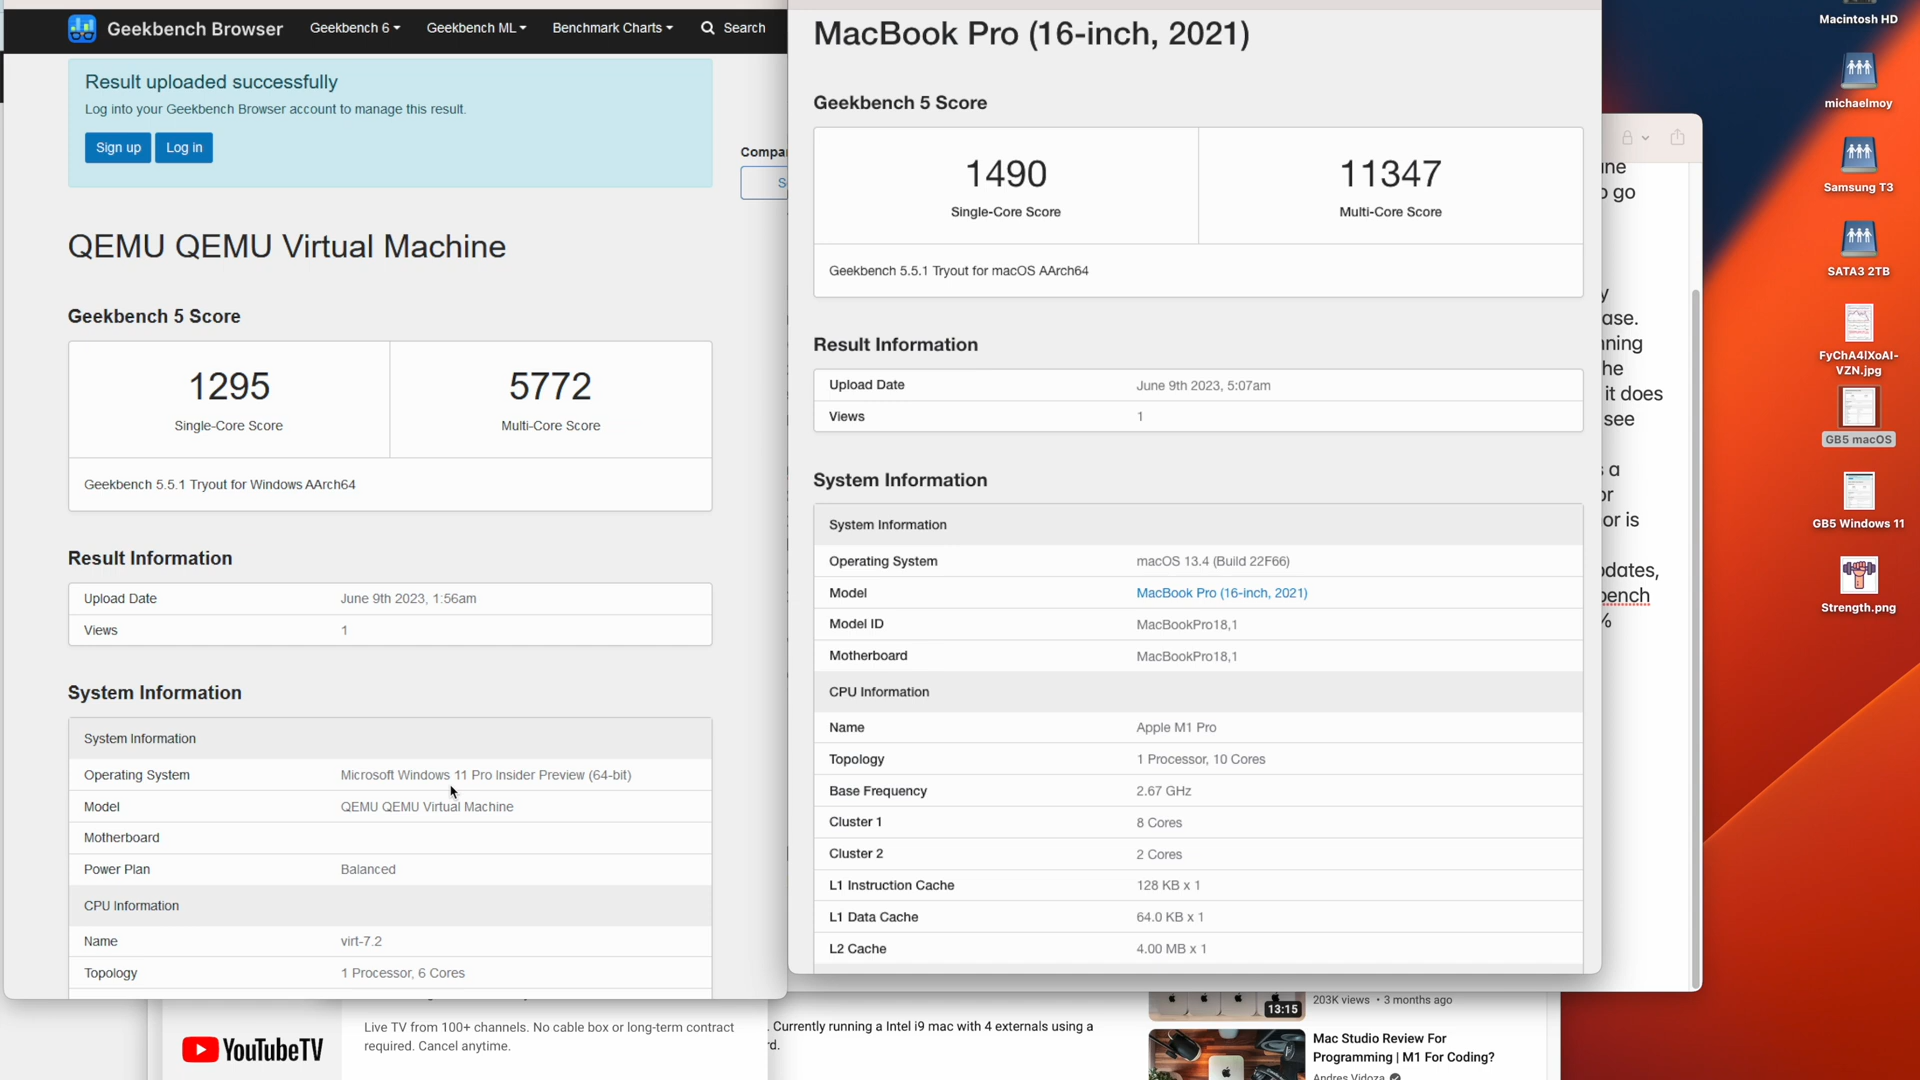 Geekbench Browser
Geekbench 6
Geekbench ML
Benchmark Charts
Search
Result uploaded successfully
Log into your Geekbench Browser account to manage this result.
Sign up
Log in
QEMU QEMU Virtual Machine
Geekbench 5 Score
1295
Single-Core Score
5772
Multi-Core Score
Geekbench 5.5.1 Tryout for Windows AArch64
Result Information
Upload Date June 9th 2023, 1:56am
Views 1
System Information
System Information
Operating System Microsoft Windows 11 Pro Insider Preview (64-bit)
Model QEMU QEMU Virtual Machine
Motherboard
Power Plan Balanced
CPU Information
Name virt-7.2
Topology 1 Processor, 6 Cores
MacBook Pro (16-inch, 2021)
Geekbench 5 Score
1490
Single-Core Score
11347
Multi-Core Score
Geekbench 5.5.1 Tryout for macOS AArch64
Result Information
Upload Date June 9th 2023, 5:07am
Views 1
System Information
System Information
Operating System macOS 13.4 (Build 22F66)
Model MacBook Pro (16-inch, 2021)
Model ID MacBookPro18,1
Motherboard MacBookPro18,1
CPU Information
Name Apple M1 Pro
Topology 1 Processor, 10 Cores
Base Frequency 2.67 GHz
Cluster 1 8 Cores
Cluster 2 2 Cores
L1 Instruction Cache 128 KB x 1
L1 Data Cache 64.0 KB x 1
L2 Cache 4.00 MB x 1
go
it does
see
a
is
%
Macintosh HD
michaelmoy
Samsung T3
SATA3 2TB
FyChA4IXoAI-
VZN.jpg
GB5 macOS
GB5 Windows 11
Strength.png
YouTubeTV
Live TV from 100+ channels. No cable box or long-term contract
required. Cancel anytime.
Currently running a Intel i9 mac with 4 externals using a
13:15
203K views • 3 months ago
Mac Studio Review For
Programming | M1 For Coding?
Andres Vidoza